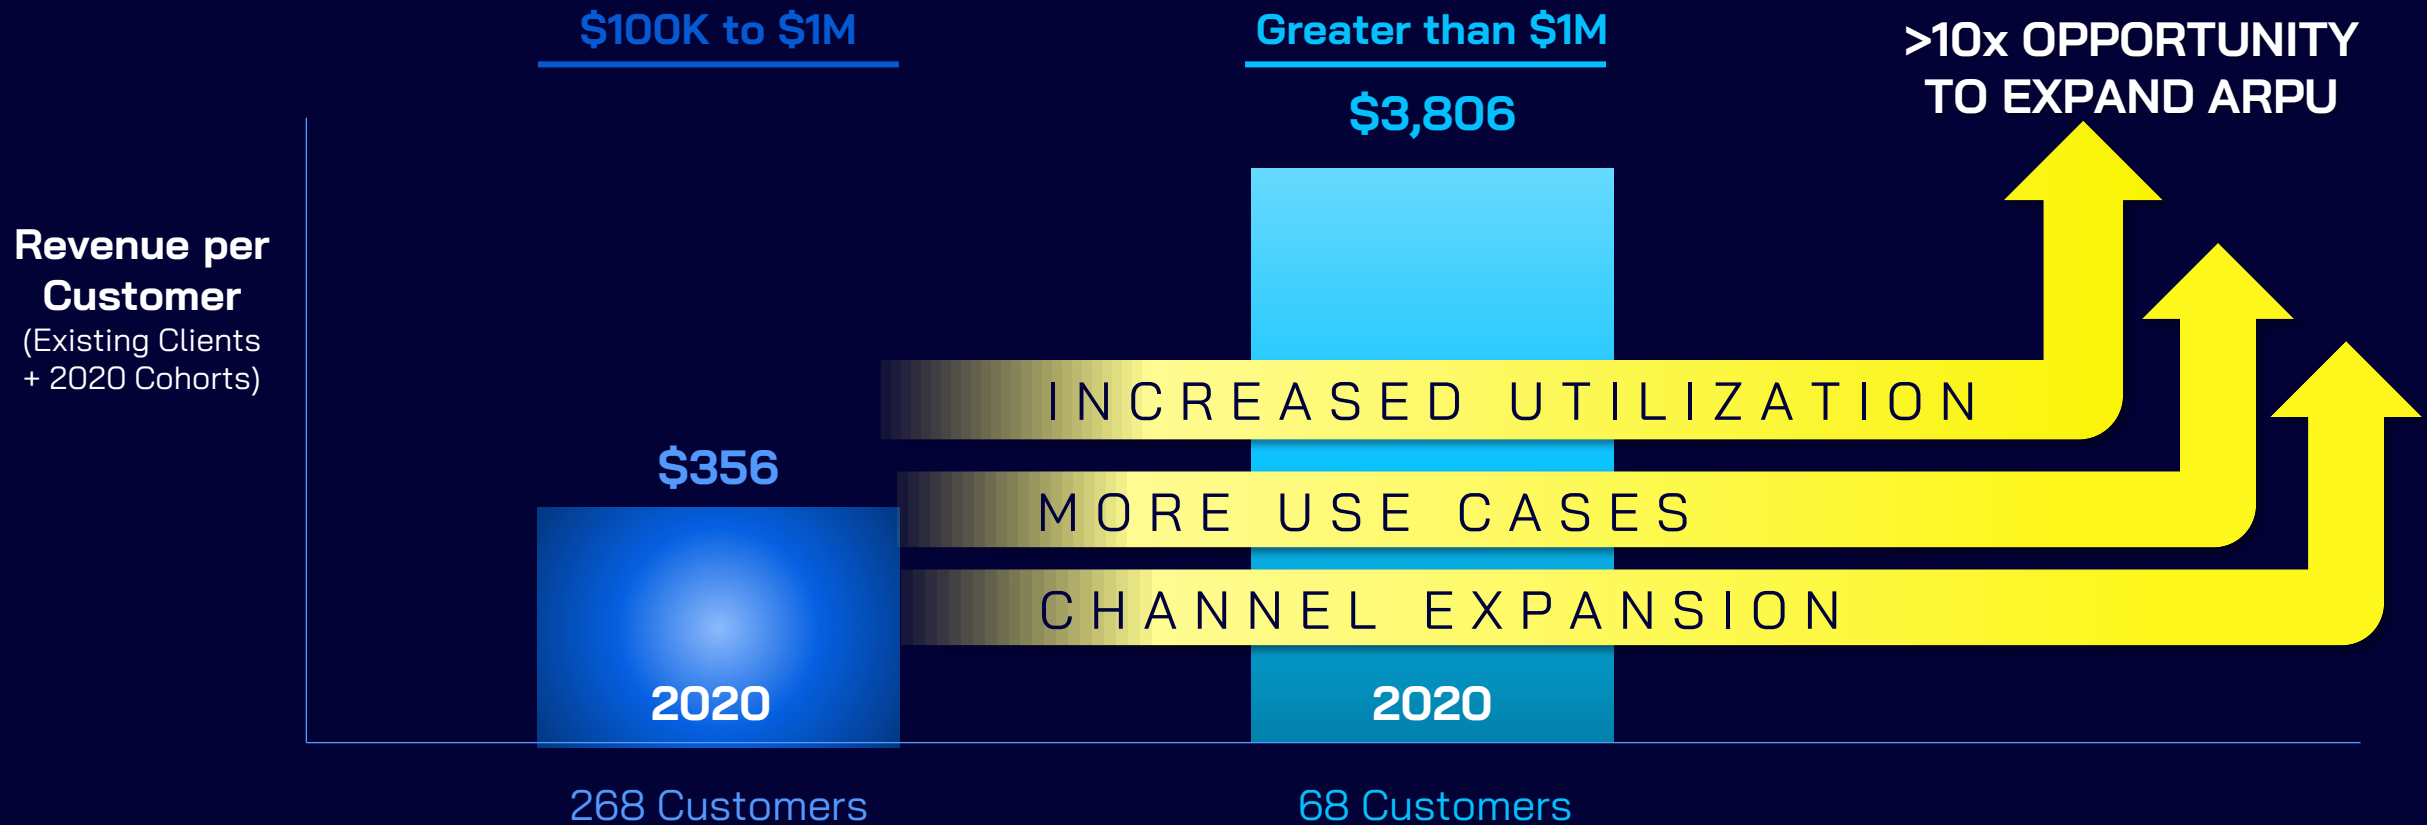 $100K to $1M
Greater than $1M
>10x OPPORTUNITY
TO EXPAND ARPU
$3,806
Revenue per
Customer
(Existing Clients
+ 2020 Cohorts)
INCREASED UTILIZATION
$356
MORE USE CASES
CHANNEL EXPANSION
2020
2020
268 Customers
68 Customers